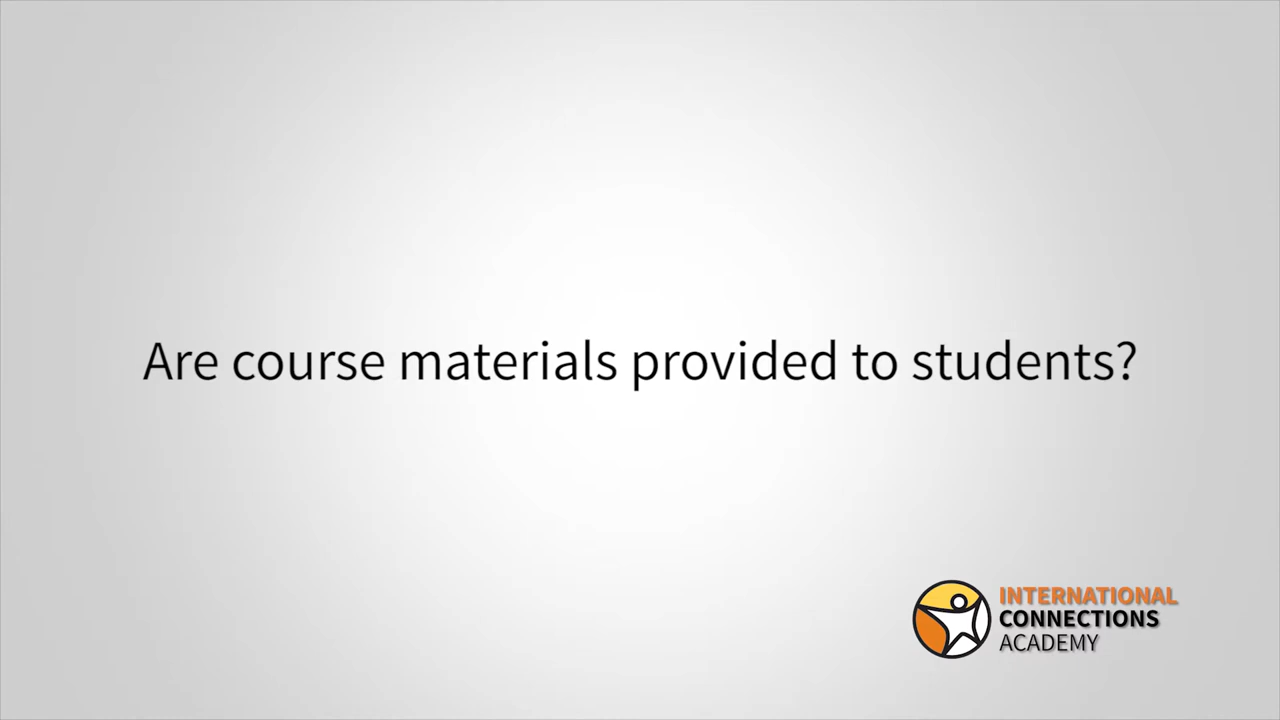 Are course materials provided to students?
INTERNATIONAL
CONNECTIONS
ACADEMY